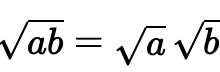 √ab = √a √b